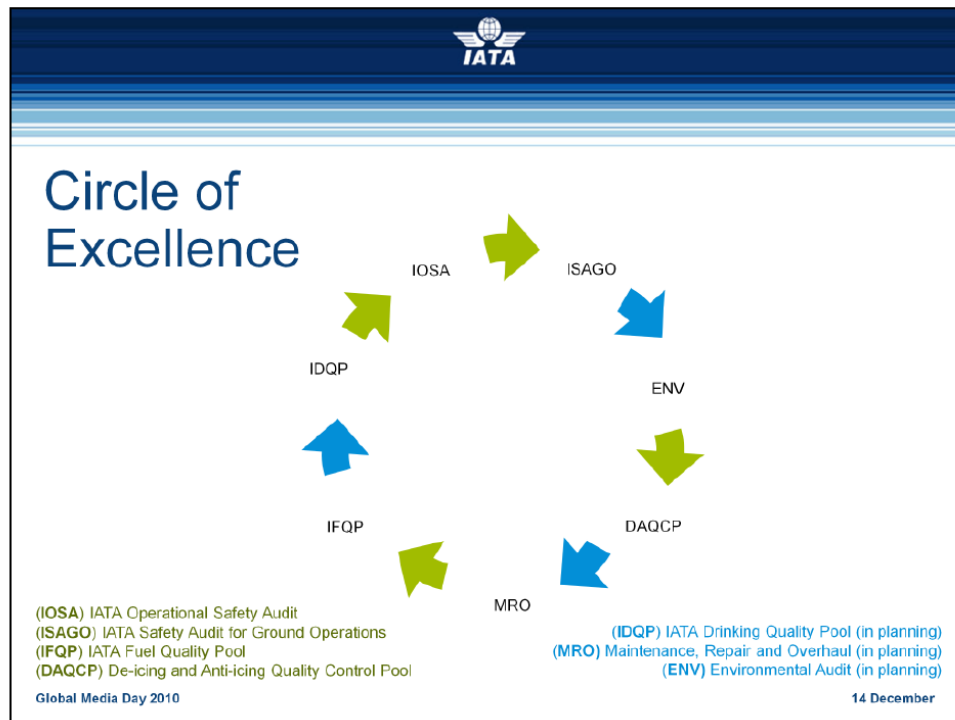 IATA
Circle of
Excellence
IOSA
ISAGO
IDQP
ENV
IFQP
DAQCP
MRO
(IOSA) IATA Operational Safety Audit
(ISAGO) IATA Safety Audit for Ground Operations
(IFQP) IATA Fuel Quality Pool
(DAQCP) De-icing and Anti-icing Quality Control Pool
(IDQP) IATA Drinking Quality Pool (in planning)
(MRO) Maintenance, Repair and Overhaul (in planning)
(ENV) Environmental Audit (in planning)
Global Media Day 2010
14 December